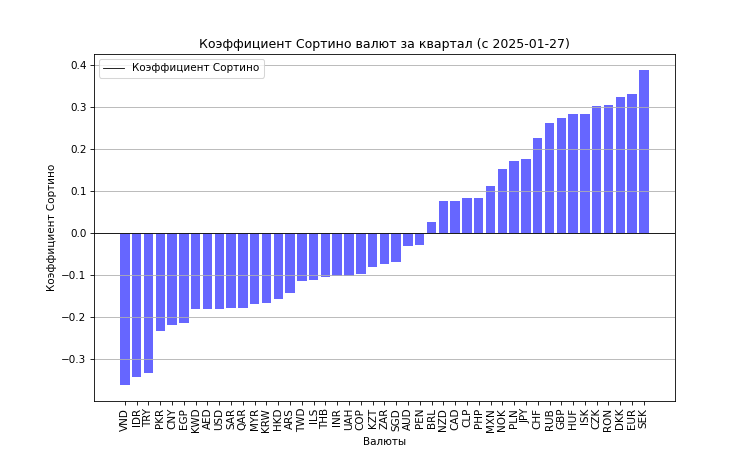 Коэффициент Сортино валют за квартал (с 2025-01-27)
Коэффициент Сортино
Коэффициент Сортино
0.4
0.3
0.2
0.1
0.0
−0.1
−0.2
−0.3
VND IDR TRY PKR CNY EGP KWD AED USD SAR QAR MYR KRW HKD ARS TWD ILS THB INR UAH COP KZT ZAR SGD AUD PEN BRL NZD CAD CLP PHP MXN NOK PLN JPY CHF RUB GBP HUF ISK CZK RON DKK EUR SEK
Валюты